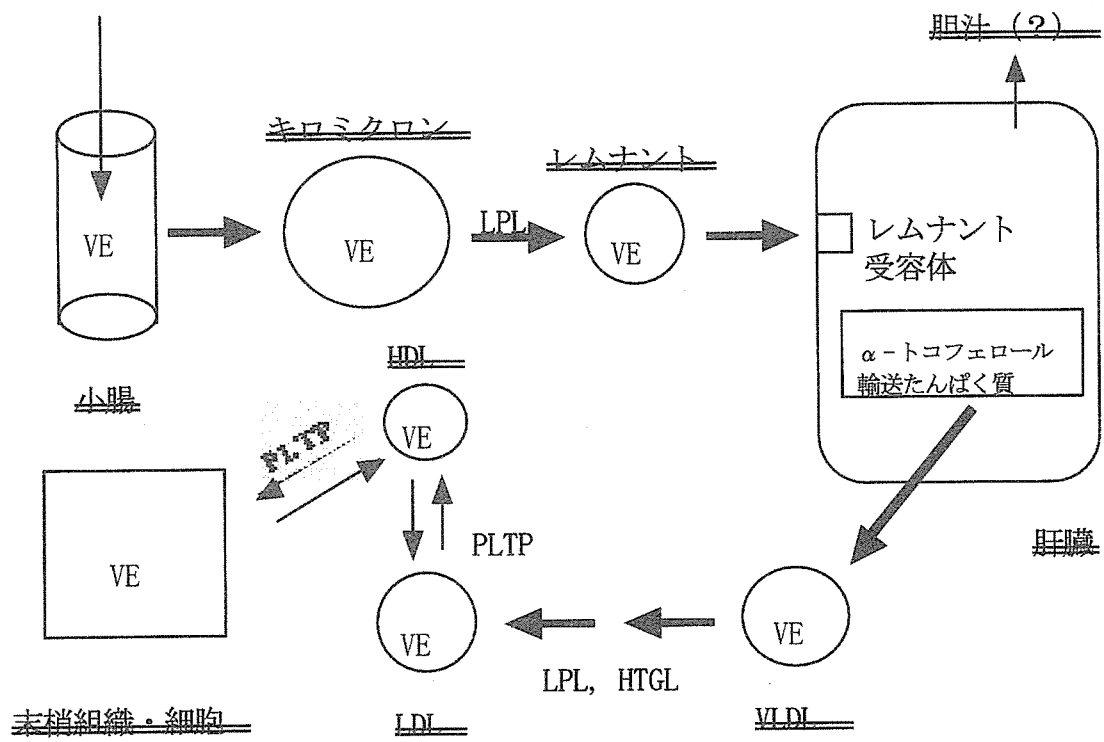 胆汁（？）
キロミクロン
レムナント
VE
VE
LPL
VE
レムナント
受容体
α－トコフェロール
輸送たんぱく質
小腸
HDL
VE
PLTP
PLTP
肝臓
VE
VE
VE
LPL, HTGL
末梢組織・細胞
LDL
VLDL